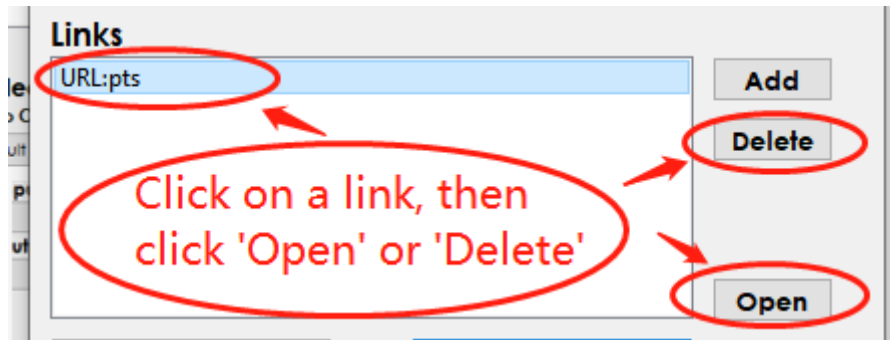 Links
URL:pts
Add
Delete
Click on a link, then
click 'Open' or 'Delete'
Open